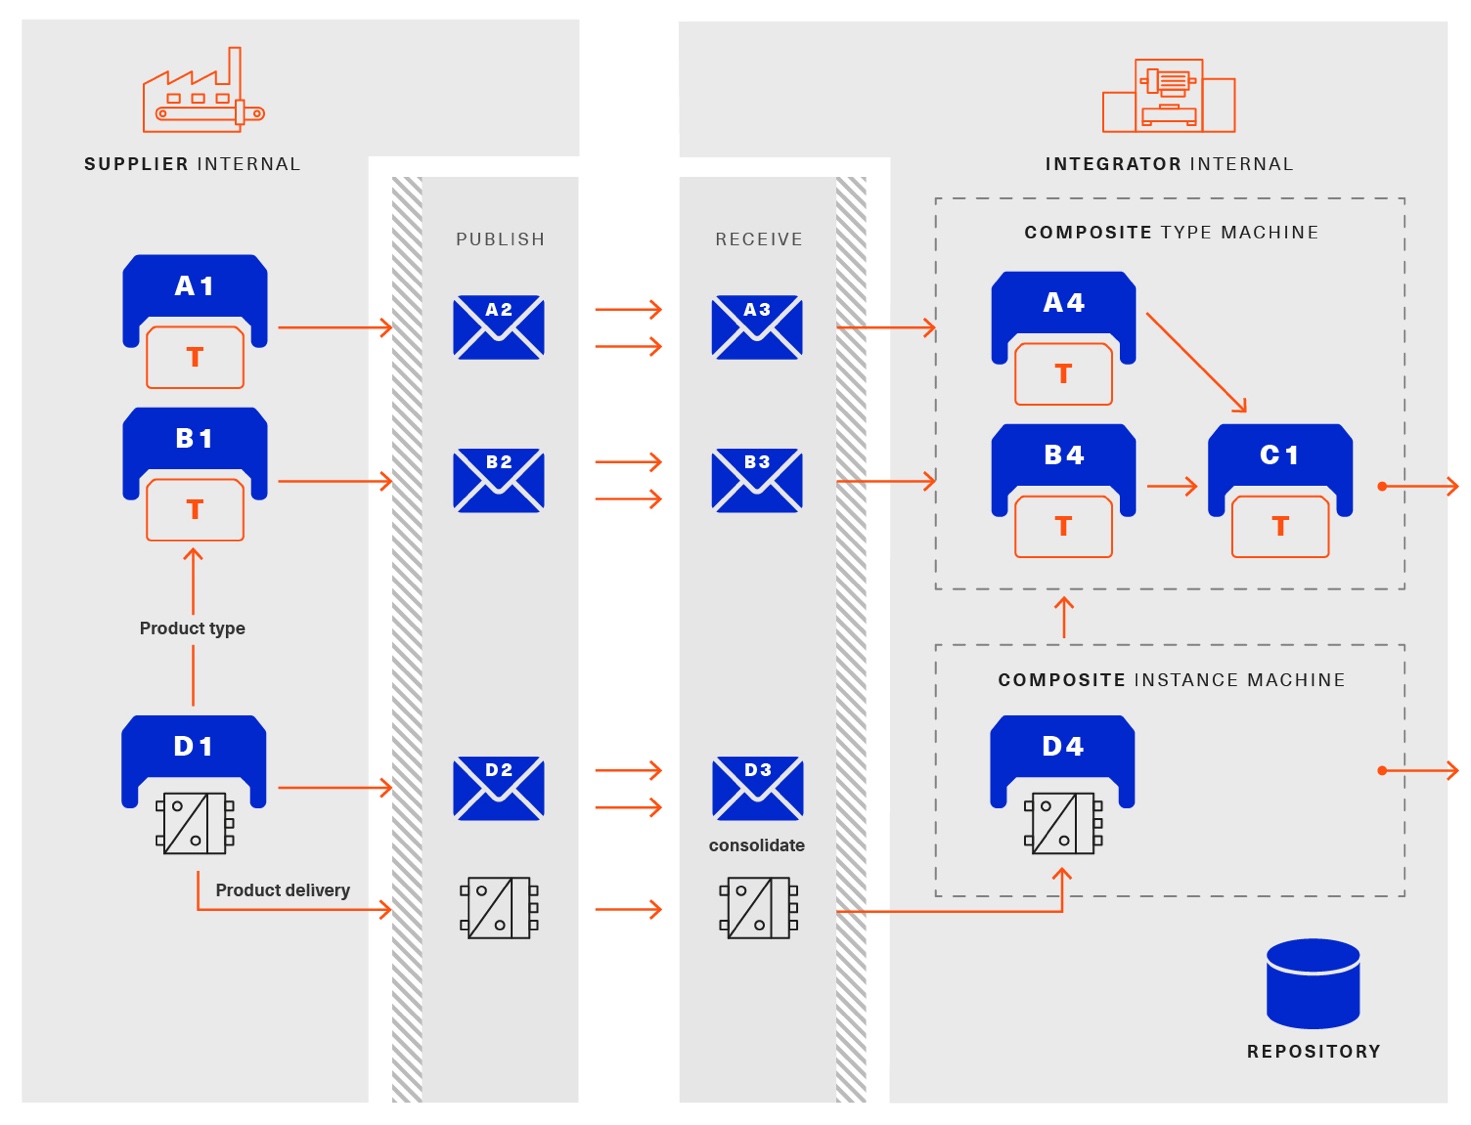 SUPPLIER INTERNAL
INTEGRATOR INTERNAL
PUBLISH
RECEIVE
COMPOSITE TYPE MACHINE
A1
T
A2
A3
A4
T
B1
T
B2
B3
B4
T
C1
T
Product type
COMPOSITE INSTANCE MACHINE
D1
D2
D3
D4
consolidate
Product delivery
REPOSITORY